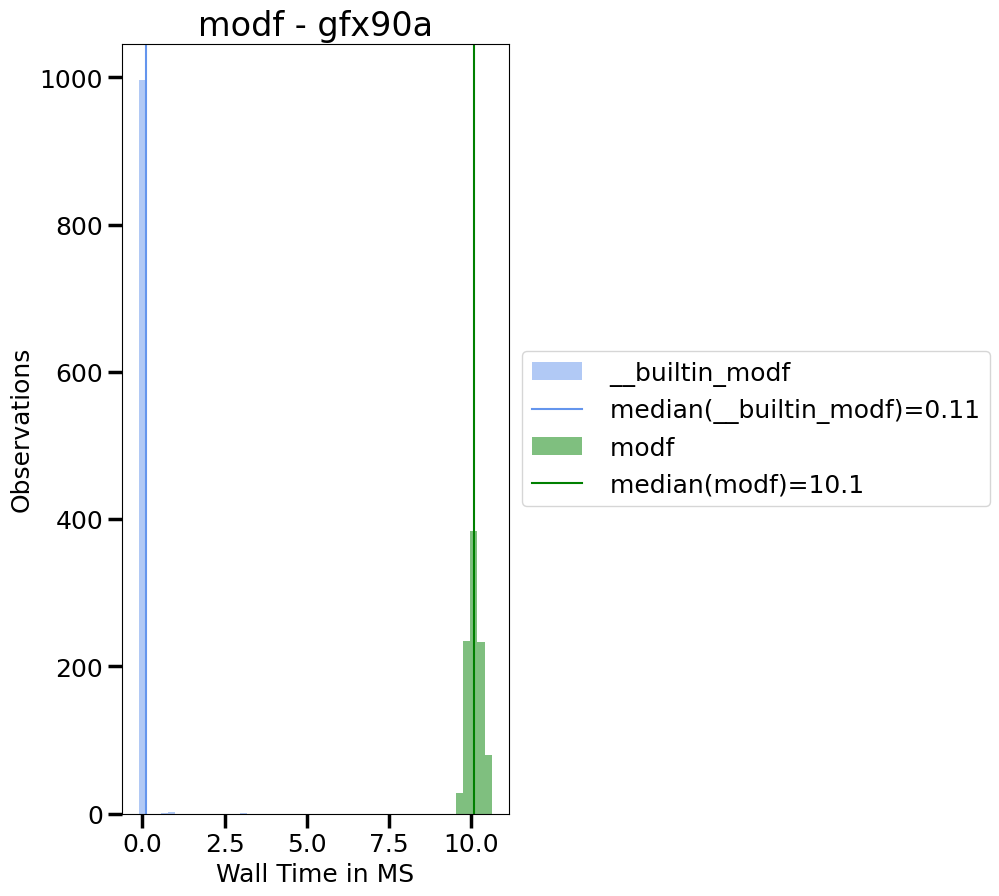 modf - gfx90a
1000
800
600
400
200
0
Observations
0.0 2.5 5.0 7.5 10.0
Wall Time in MS
__builtin_modf
median(__builtin_modf)=0.11
modf
median(modf)=10.1